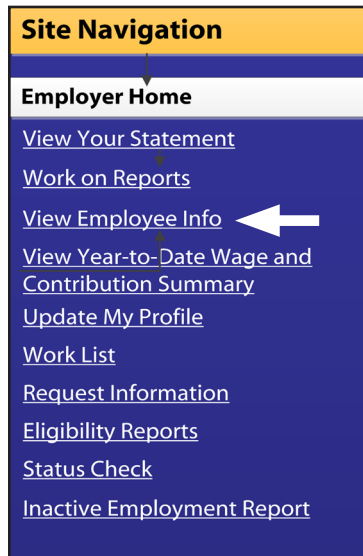 Site Navigation
Employer Home
View Your Statement
Work on Reports
View Employee Info
View Year-to-Date Wage and
Contribution Summary
Update My Profile
Work List
Request Information
Eligibility Reports
Status Check
Inactive Employment Report